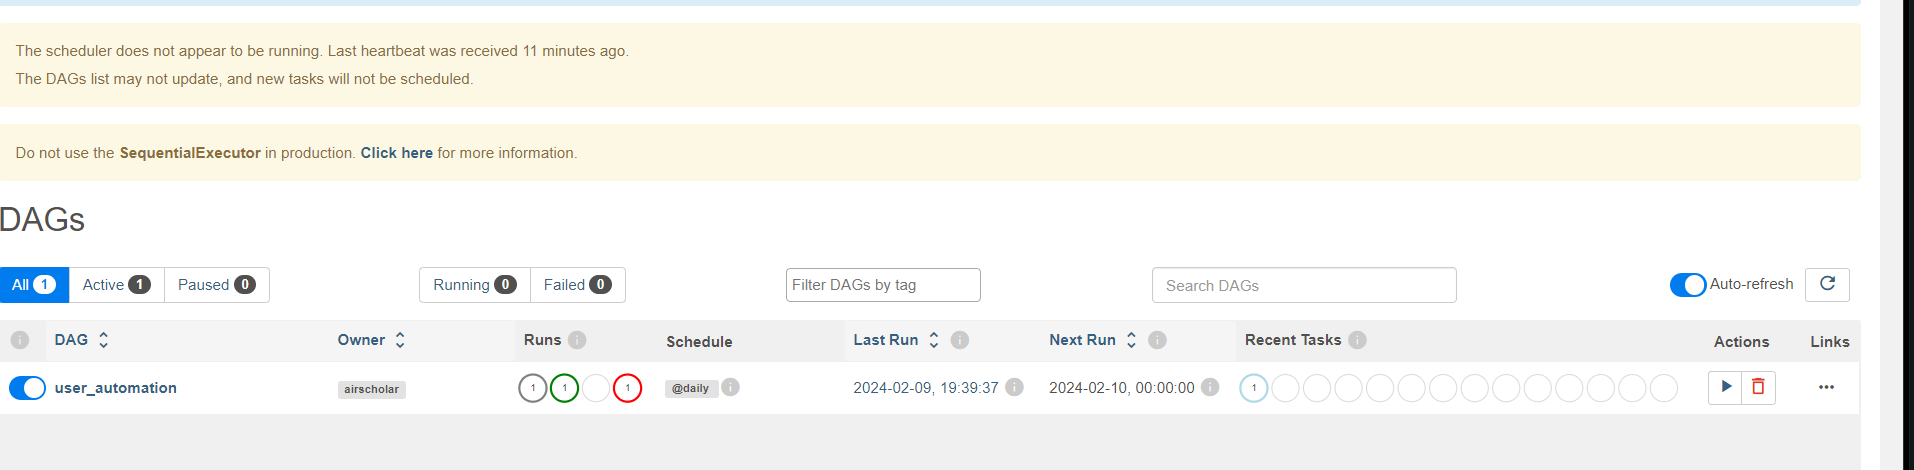 The scheduler does not appear to be running. Last heartbeat was received 11 minutes ago.
The DAGs list may not update, and new tasks will not be scheduled.
Do not use the SequentialExecutor in production. Click here for more information.
DAGs
All 1 Active 1 Paused 0 Running 0 Failed 0 Filter DAGs by tag Search DAGs Auto-refresh
DAG Owner Runs Schedule Last Run Next Run Recent Tasks Actions Links
user_automation airscholar 1 1 1 @daily 2024-02-09, 19:39:37 2024-02-10, 00:00:00 1